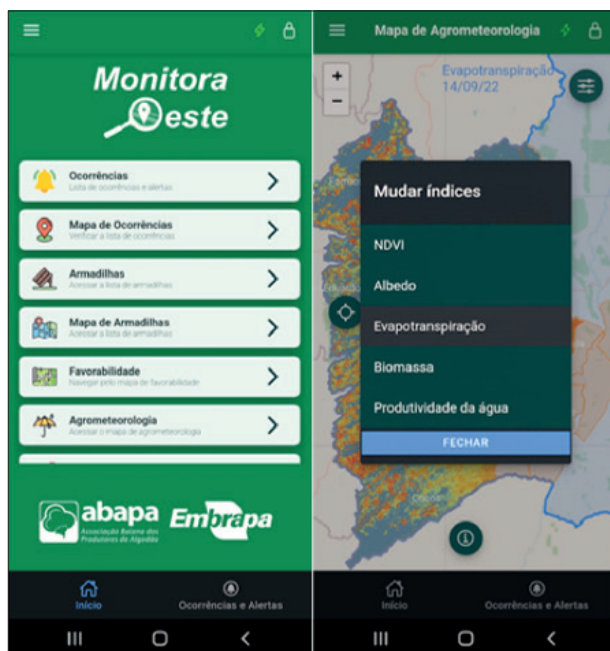 Monitora
Oeste
Ocorrências
Lista de ocorrências e alertas
Mapa de Ocorrências
Verificar a lista de ocorrências
Armadilhas
Acessar a lista de armadilhas
Mapa de Armadilhas
Acessar a lista de armadilhas
Favorabilidade
Navegar pelo mapa de favorabilidade
Agrometeorologia
Acessar o mapa de agrometeorologia
abapa
Associação Baiana dos
Produtores de Algodão
Embrapa
Início
Ocorrências e Alertas
Mapa de Agrometeorologia
+
−
Evapotranspiração
14/09/22
Mudar índices
NDVI
Albedo
Evapotranspiração
Biomassa
Produtividade da água
FECHAR
Início
Ocorrências e Alertas